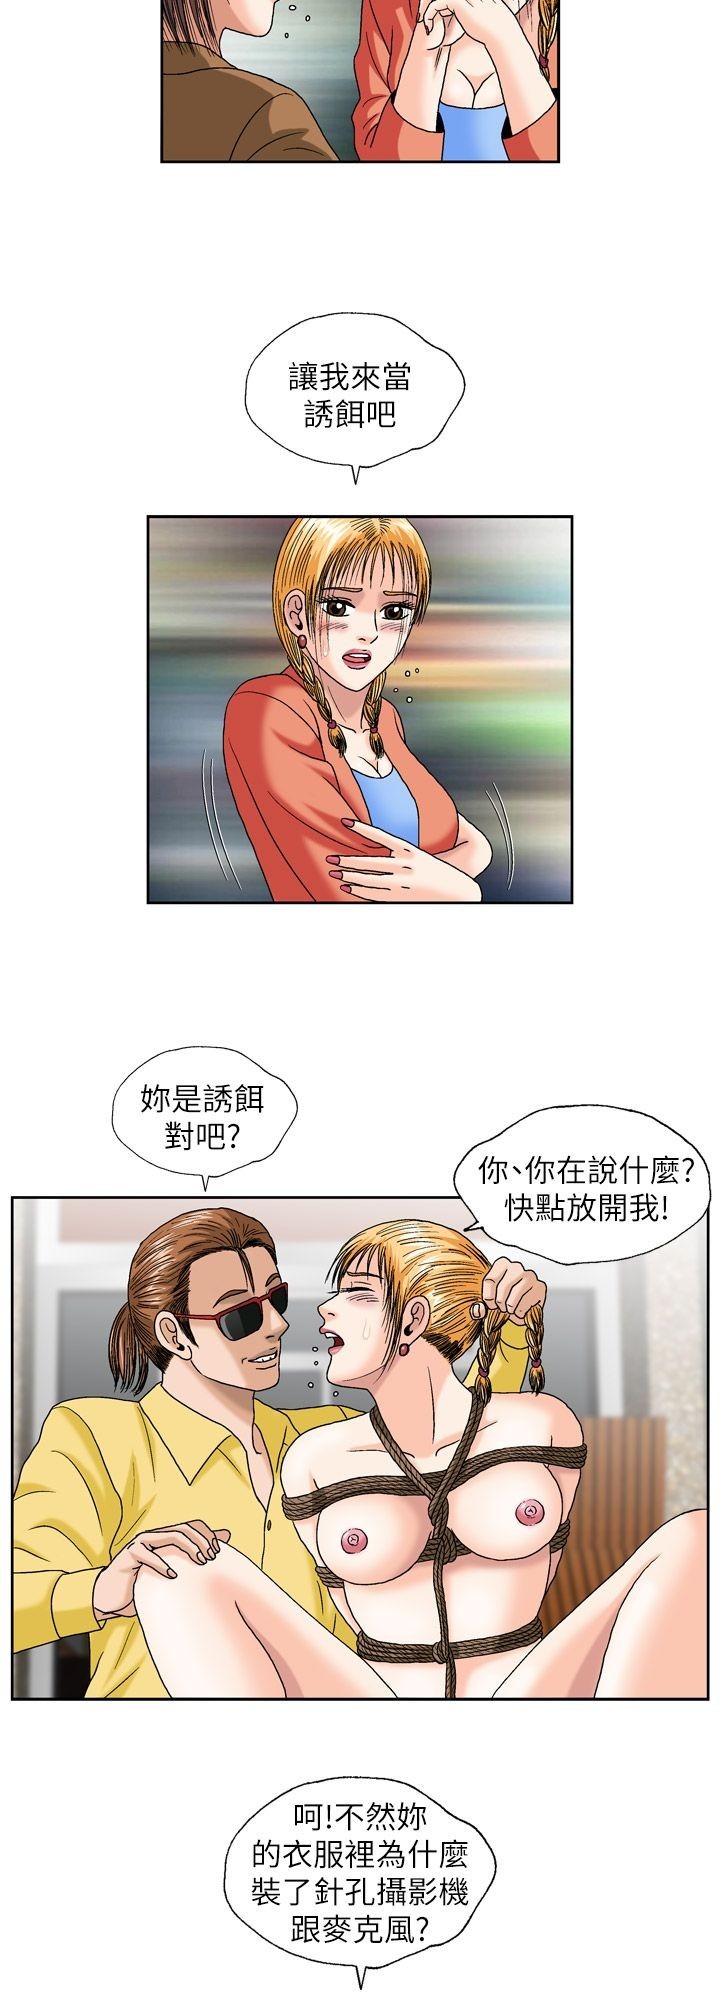 讓我來當
誘餌吧
妳是誘餌
對吧?
你、你在說什麼?
快點放開我!
呵!不然妳
的衣服裡為什麼
裝了針孔攝影機
跟麥克風?